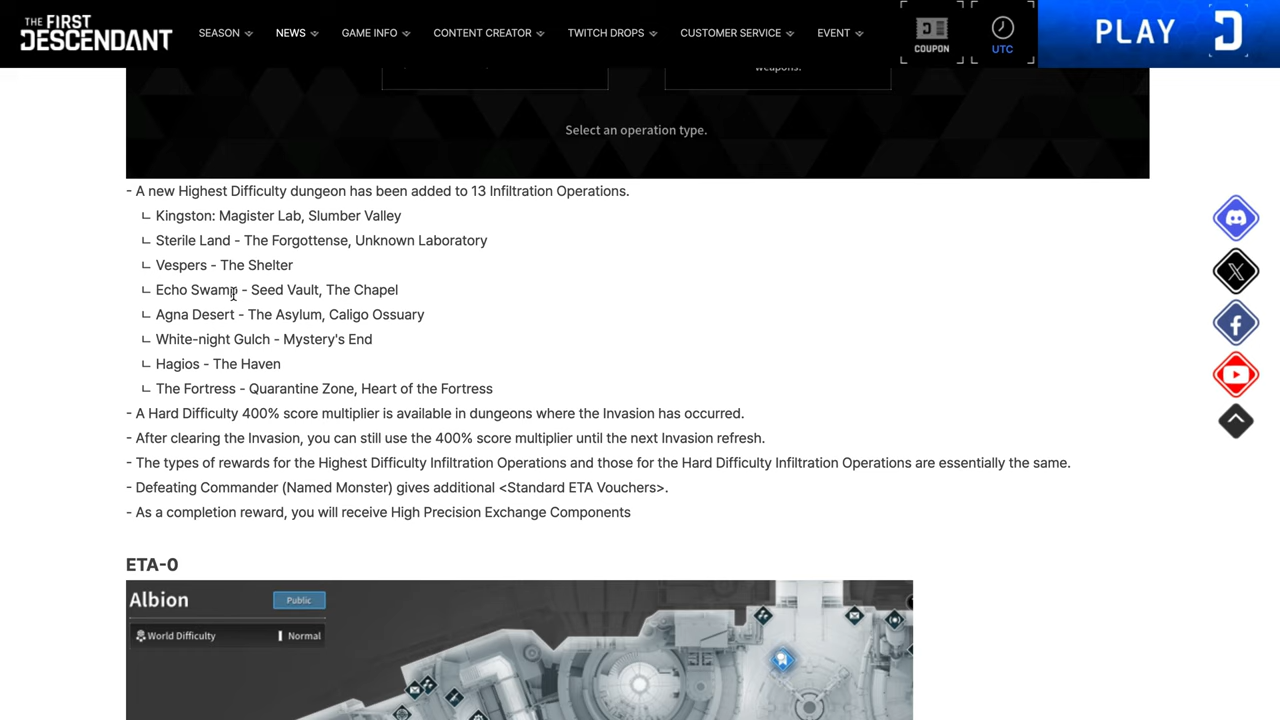 THE FIRST
DESCENDANT
SEASON
NEWS
GAME INFO
CONTENT CREATOR
TWITCH DROPS
CUSTOMER SERVICE
EVENT
COUPON
UTC
PLAY
weapons.
Select an operation type.
- A new Highest Difficulty dungeon has been added to 13 Infiltration Operations.
ㄴ Kingston: Magister Lab, Slumber Valley
ㄴ Sterile Land - The Forgottense, Unknown Laboratory
ㄴ Vespers - The Shelter
ㄴ Echo Swamp - Seed Vault, The Chapel
ㄴ Agna Desert - The Asylum, Caligo Ossuary
ㄴ White-night Gulch - Mystery's End
ㄴ Hagios - The Haven
ㄴ The Fortress - Quarantine Zone, Heart of the Fortress
- A Hard Difficulty 400% score multiplier is available in dungeons where the Invasion has occurred.
- After clearing the Invasion, you can still use the 400% score multiplier until the next Invasion refresh.
- The types of rewards for the Highest Difficulty Infiltration Operations and those for the Hard Difficulty Infiltration Operations are essentially the same.
- Defeating Commander (Named Monster) gives additional <Standard ETA Vouchers>.
- As a completion reward, you will receive High Precision Exchange Components
ETA-0
Albion
Public
World Difficulty
Normal